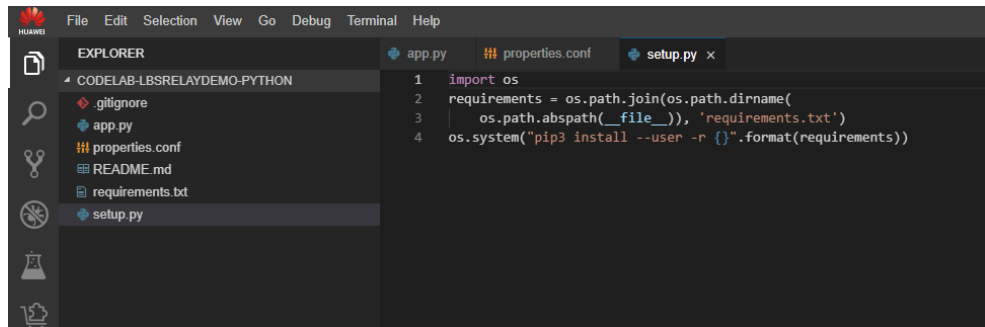 HUAWEI
File Edit Selection View Go Debug Terminal Help
EXPLORER
CODELAB-LBSRELAYDEMO-PYTHON
.gitignore
app.py
properties.conf
README.md
requirements.txt
setup.py
app.py properties.conf setup.py ×
1 import os
2 requirements = os.path.join(os.path.dirname(
3 os.path.abspath(__file__)), 'requirements.txt')
4 os.system("pip3 install --user -r {}".format(requirements))